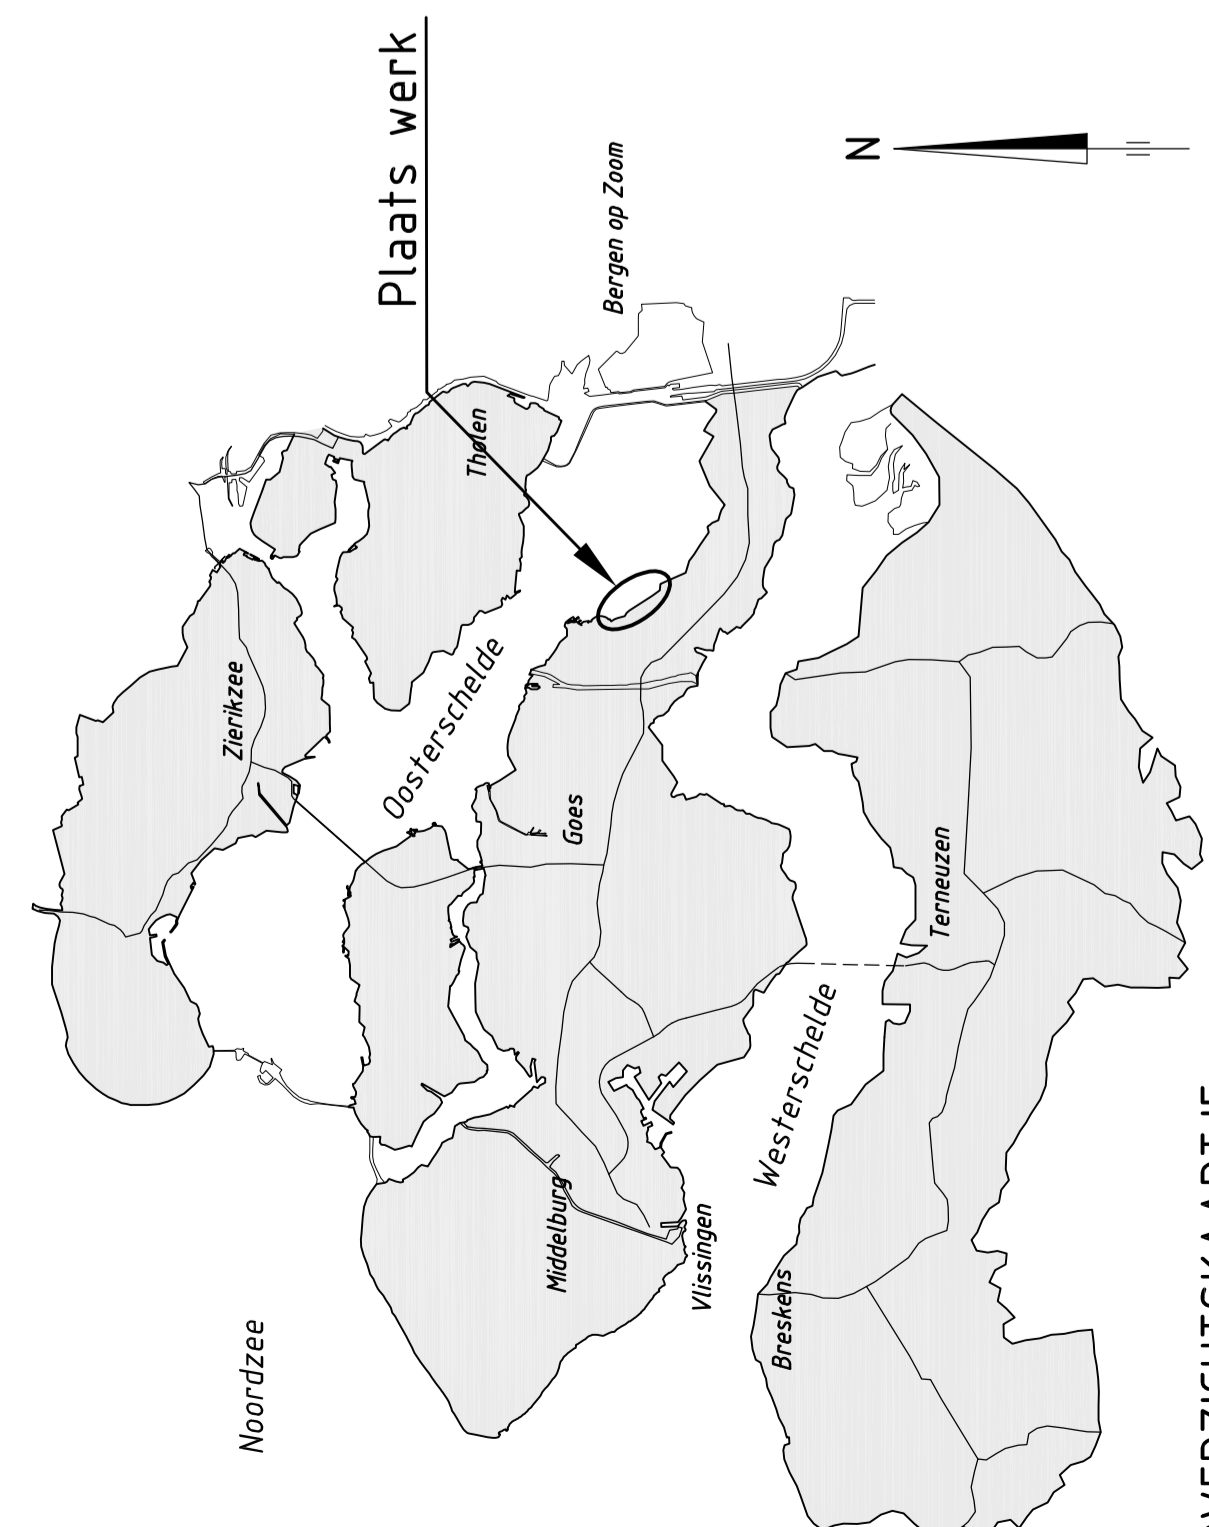 Plaats werk
N
Bergen op Zoom
Tholen
Zierikzee
Oosterschelde
Goes
Terneuzen
Westerschelde
Middelburg
Vlissingen
Breskens
Noordzee